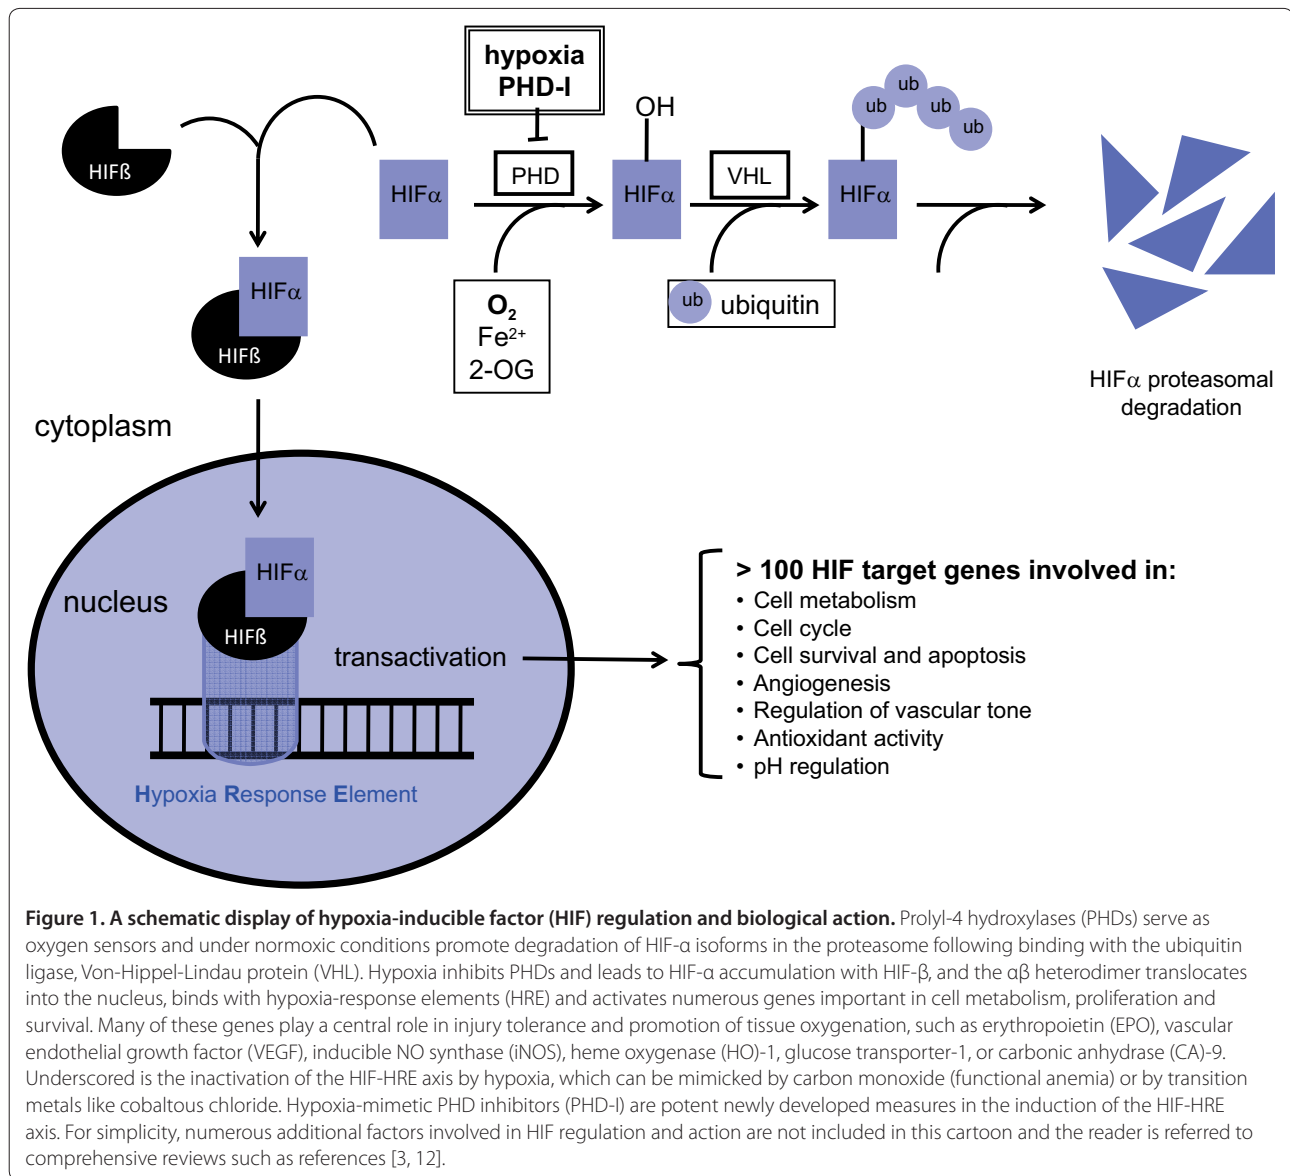 hypoxia
PHD-I
OH
ub
ub
ub
ub
HIFß
HIFα
PHD
HIFα
VHL
HIFα
HIFα
HIFß
O₂
Fe²⁺
2-OG
ub ubiquitin
HIFα proteasomal
degradation
cytoplasm
nucleus
HIFα
HIFß
transactivation
Hypoxia Response Element
> 100 HIF target genes involved in:
• Cell metabolism
• Cell cycle
• Cell survival and apoptosis
• Angiogenesis
• Regulation of vascular tone
• Antioxidant activity
• pH regulation
Figure 1. A schematic display of hypoxia-inducible factor (HIF) regulation and biological action. Prolyl-4 hydroxylases (PHDs) serve as
oxygen sensors and under normoxic conditions promote degradation of HIF-α isoforms in the proteasome following binding with the ubiquitin
ligase, Von-Hippel-Lindau protein (VHL). Hypoxia inhibits PHDs and leads to HIF-α accumulation with HIF-β, and the αβ heterodimer translocates
into the nucleus, binds with hypoxia-response elements (HRE) and activates numerous genes important in cell metabolism, proliferation and
survival. Many of these genes play a central role in injury tolerance and promotion of tissue oxygenation, such as erythropoietin (EPO), vascular
endothelial growth factor (VEGF), inducible NO synthase (iNOS), heme oxygenase (HO)-1, glucose transporter-1, or carbonic anhydrase (CA)-9.
Underscored is the inactivation of the HIF-HRE axis by hypoxia, which can be mimicked by carbon monoxide (functional anemia) or by transition
metals like cobaltous chloride. Hypoxia-mimetic PHD inhibitors (PHD-I) are potent newly developed measures in the induction of the HIF-HRE
axis. For simplicity, numerous additional factors involved in HIF regulation and action are not included in this cartoon and the reader is referred to
comprehensive reviews such as references [3, 12].